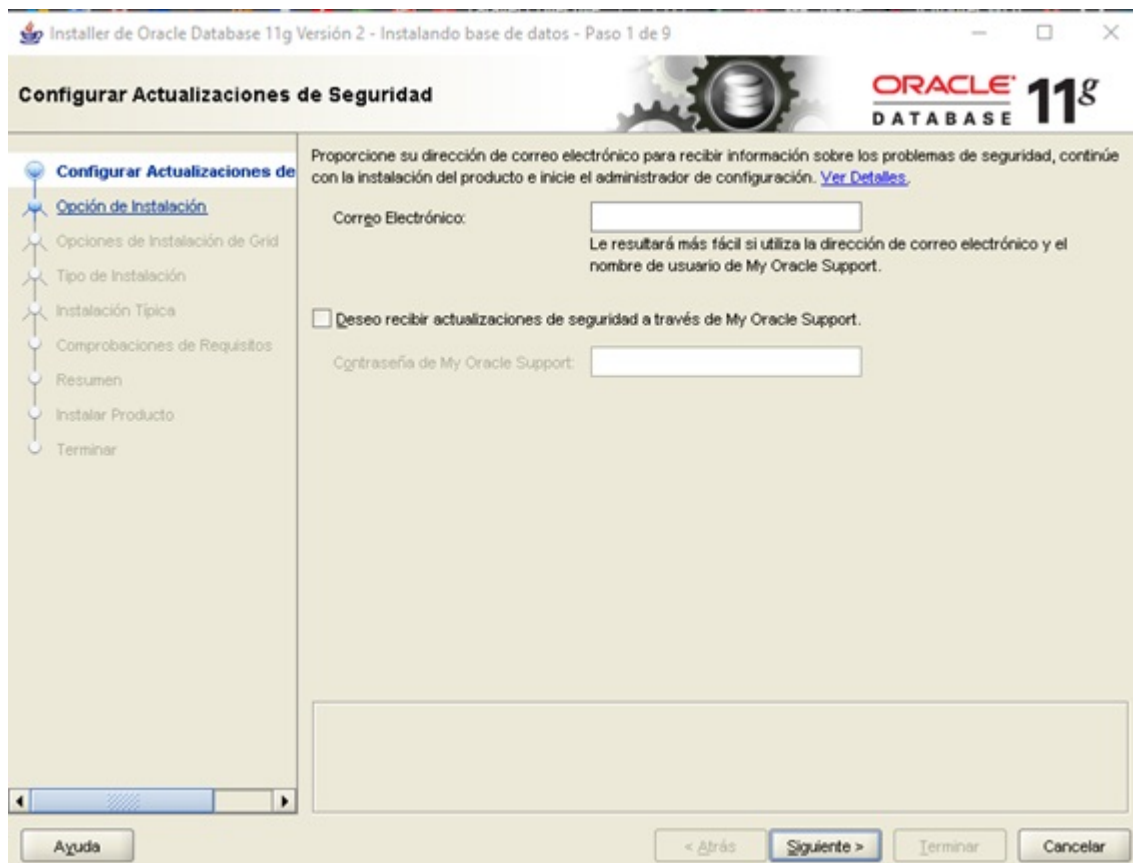 Installer de Oracle Database 11g Versión 2 - Instalando base de datos - Paso 1 de 9
Configurar Actualizaciones de Seguridad
ORACLE
DATABASE
11g
Configurar Actualizaciones de
Opción de Instalación
Opciones de Instalación de Grid
Tipo de Instalación
Instalación Típica
Comprobaciones de Requisitos
Resumen
Instalar Producto
Terminar
Proporcione su dirección de correo electrónico para recibir información sobre los problemas de seguridad, continúe
con la instalación del producto e inicie el administrador de configuración. Ver Detalles.
Correo Electrónico:
Le resultará más fácil si utiliza la dirección de correo electrónico y el
nombre de usuario de My Oracle Support.
Deseo recibir actualizaciones de seguridad a través de My Oracle Support.
Contraseña de My Oracle Support:
Ayuda
< Atrás
Siguiente >
Terminar
Cancelar